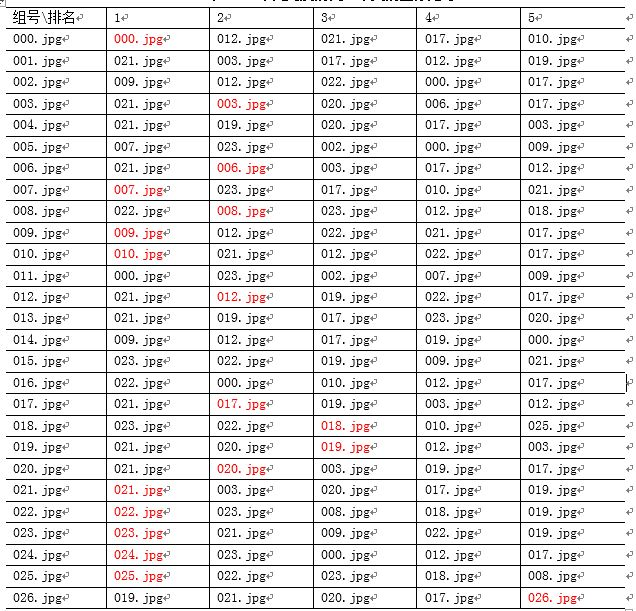 组号\排名 1 2 3 4 5
000.jpg 000.jpg 012.jpg 021.jpg 017.jpg 010.jpg
001.jpg 021.jpg 003.jpg 017.jpg 012.jpg 019.jpg
002.jpg 009.jpg 012.jpg 022.jpg 000.jpg 017.jpg
003.jpg 021.jpg 003.jpg 020.jpg 006.jpg 017.jpg
004.jpg 021.jpg 019.jpg 020.jpg 017.jpg 003.jpg
005.jpg 007.jpg 023.jpg 002.jpg 000.jpg 009.jpg
006.jpg 021.jpg 006.jpg 003.jpg 017.jpg 012.jpg
007.jpg 007.jpg 023.jpg 017.jpg 010.jpg 021.jpg
008.jpg 022.jpg 008.jpg 023.jpg 012.jpg 018.jpg
009.jpg 009.jpg 012.jpg 022.jpg 021.jpg 017.jpg
010.jpg 010.jpg 021.jpg 012.jpg 022.jpg 017.jpg
011.jpg 000.jpg 023.jpg 002.jpg 007.jpg 009.jpg
012.jpg 021.jpg 012.jpg 019.jpg 022.jpg 017.jpg
013.jpg 021.jpg 019.jpg 017.jpg 023.jpg 020.jpg
014.jpg 009.jpg 012.jpg 017.jpg 019.jpg 000.jpg
015.jpg 023.jpg 022.jpg 019.jpg 009.jpg 021.jpg
016.jpg 022.jpg 000.jpg 010.jpg 012.jpg 017.jpg
017.jpg 021.jpg 017.jpg 019.jpg 003.jpg 012.jpg
018.jpg 023.jpg 022.jpg 018.jpg 010.jpg 025.jpg
019.jpg 021.jpg 020.jpg 019.jpg 012.jpg 003.jpg
020.jpg 021.jpg 020.jpg 003.jpg 019.jpg 017.jpg
021.jpg 021.jpg 003.jpg 020.jpg 017.jpg 019.jpg
022.jpg 022.jpg 023.jpg 008.jpg 018.jpg 019.jpg
023.jpg 023.jpg 021.jpg 009.jpg 022.jpg 019.jpg
024.jpg 024.jpg 023.jpg 000.jpg 012.jpg 017.jpg
025.jpg 025.jpg 022.jpg 023.jpg 018.jpg 008.jpg
026.jpg 019.jpg 021.jpg 020.jpg 017.jpg 026.jpg